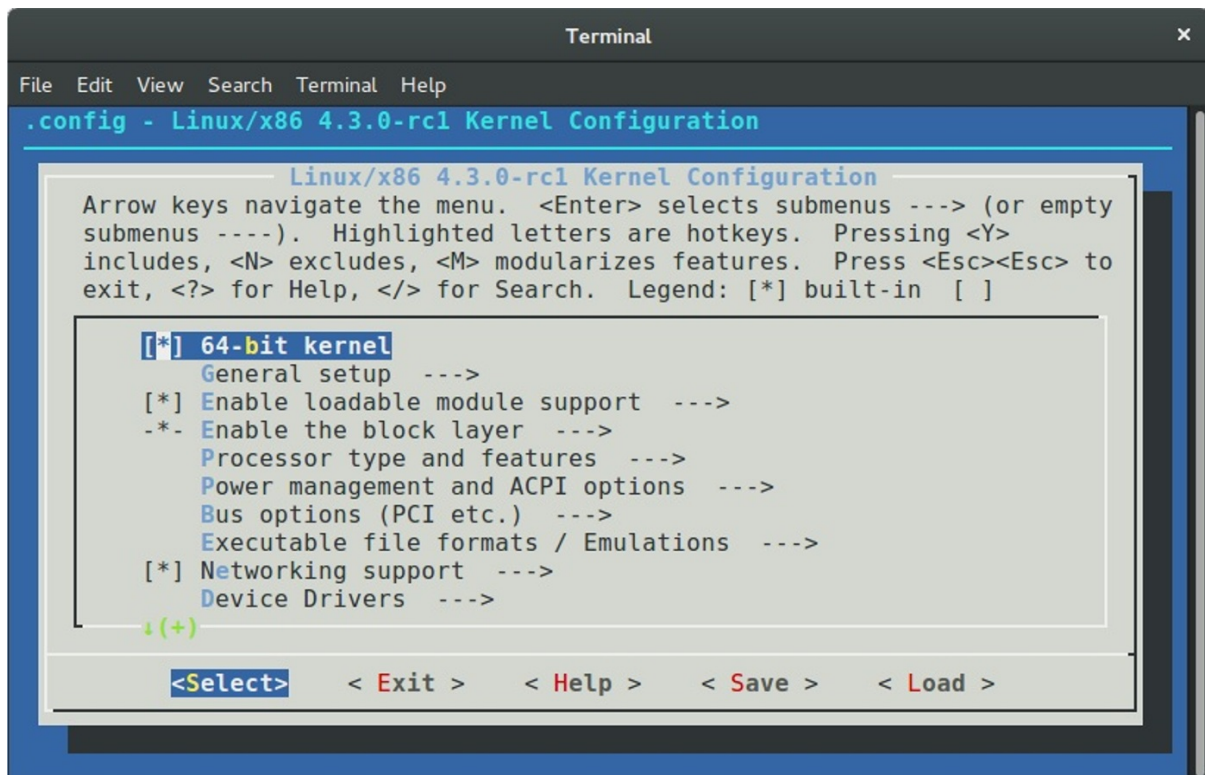 Terminal ×
File Edit View Search Terminal Help
.config - Linux/x86 4.3.0-rc1 Kernel Configuration
Linux/x86 4.3.0-rc1 Kernel Configuration
Arrow keys navigate the menu.  <Enter> selects submenus ---> (or empty
submenus ----).  Highlighted letters are hotkeys.  Pressing <Y>
includes, <N> excludes, <M> modularizes features.  Press <Esc><Esc> to
exit, <?> for Help, </> for Search.  Legend: [*] built-in  [ ]
[*] 64-bit kernel
General setup  --->
[*] Enable loadable module support  --->
-*- Enable the block layer  --->
Processor type and features  --->
Power management and ACPI options  --->
Bus options (PCI etc.)  --->
Executable file formats / Emulations  --->
[*] Networking support  --->
Device Drivers  --->
↓(+)
<Select>    < Exit >    < Help >    < Save >    < Load >